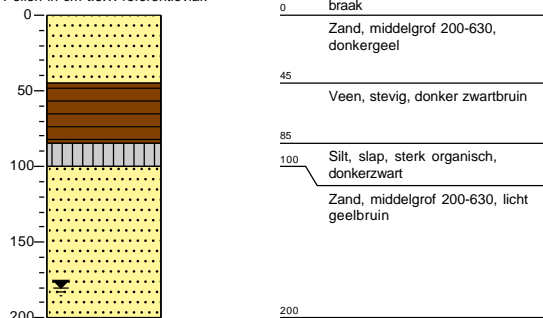 0
50
100
150
200
0
braak
Zand, middelgrof 200-630,
donkergeel
45
Veen, stevig, donker zwartbruin
85
100
Silt, slap, sterk organisch,
donkerzwart
Zand, middelgrof 200-630, licht
geelbruin
200